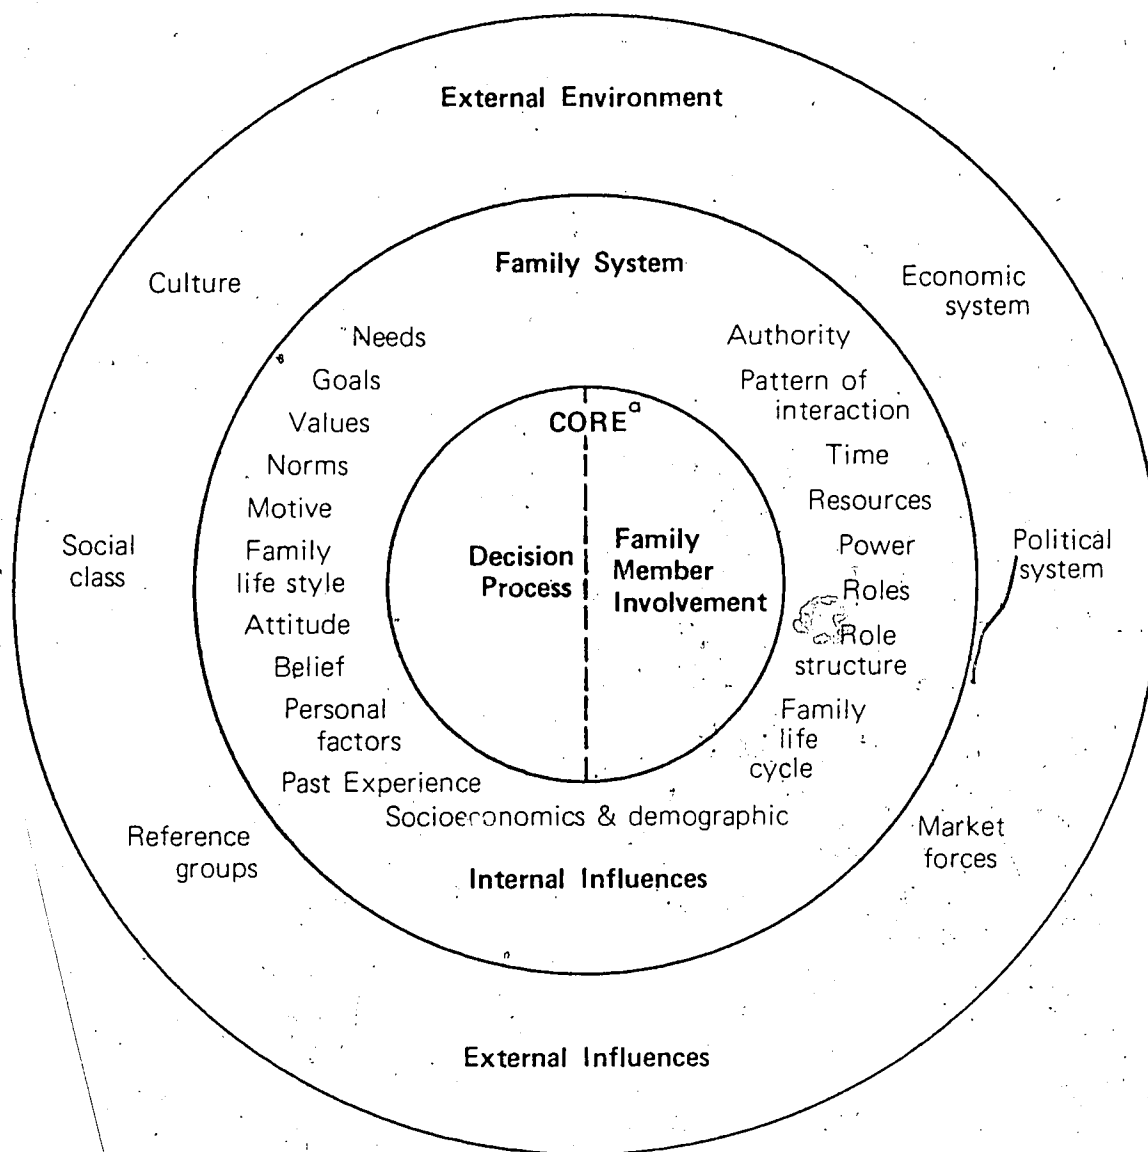 External Environment
Family System
Culture
Economic
system
Needs
Goals
Values
Norms
Motive
Family
life style
Attitude
Belief
Personal
factors
Past Experience
Authority
Pattern of
interaction
Time
Resources
Power
Roles
Role
structure
Family
life
cycle
COREᵃ
Decision
Process
Family
Member
Involvement
Social
class
Political
system
Socioeconomics & demographic
Reference
groups
Market
forces
Internal Influences
External Influences